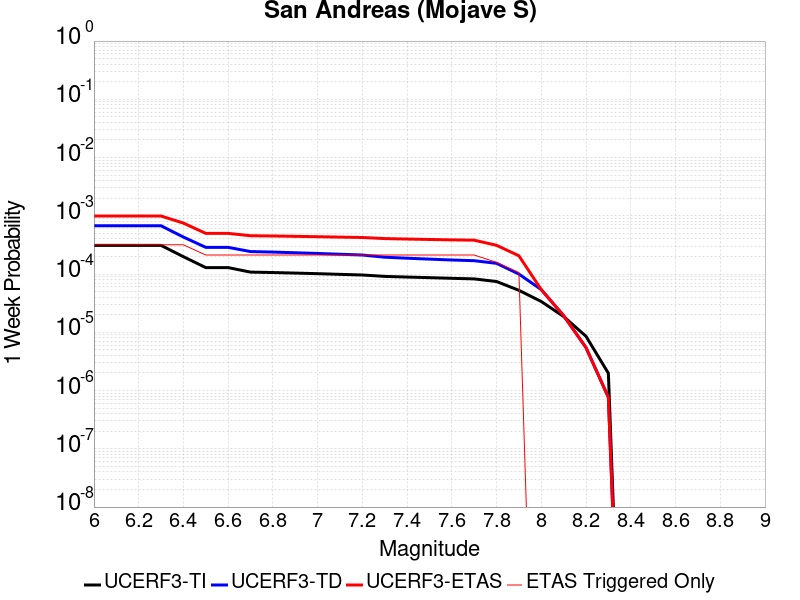 San Andreas (Mojave S)
10^0
10^-1
10^-2
10^-3
10^-4
10^-5
10^-6
10^-7
10^-8
1 Week Probability
6 6.2 6.4 6.6 6.8 7 7.2 7.4 7.6 7.8 8 8.2 8.4 8.6 8.8 9
Magnitude
UCERF3-TI UCERF3-TD UCERF3-ETAS ETAS Triggered Only